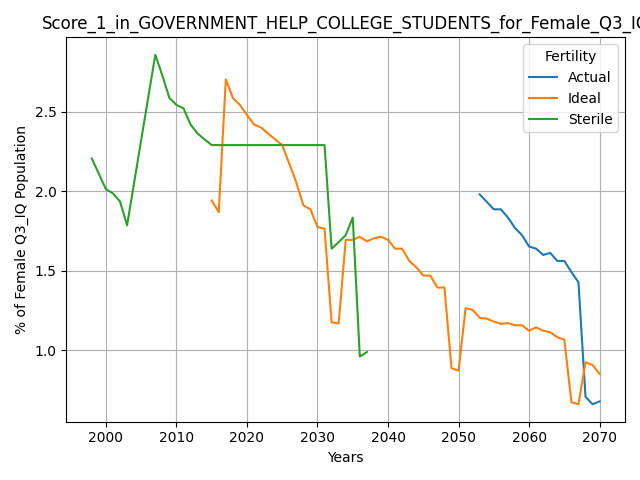 Score_1_in_GOVERNMENT_HELP_COLLEGE_STUDENTS_for_Female_Q3_IQ
Fertility
Actual
Ideal
Sterile
% of Female Q3_IQ Population
2.5
2.0
1.5
1.0
2000 2010 2020 2030 2040 2050 2060 2070
Years